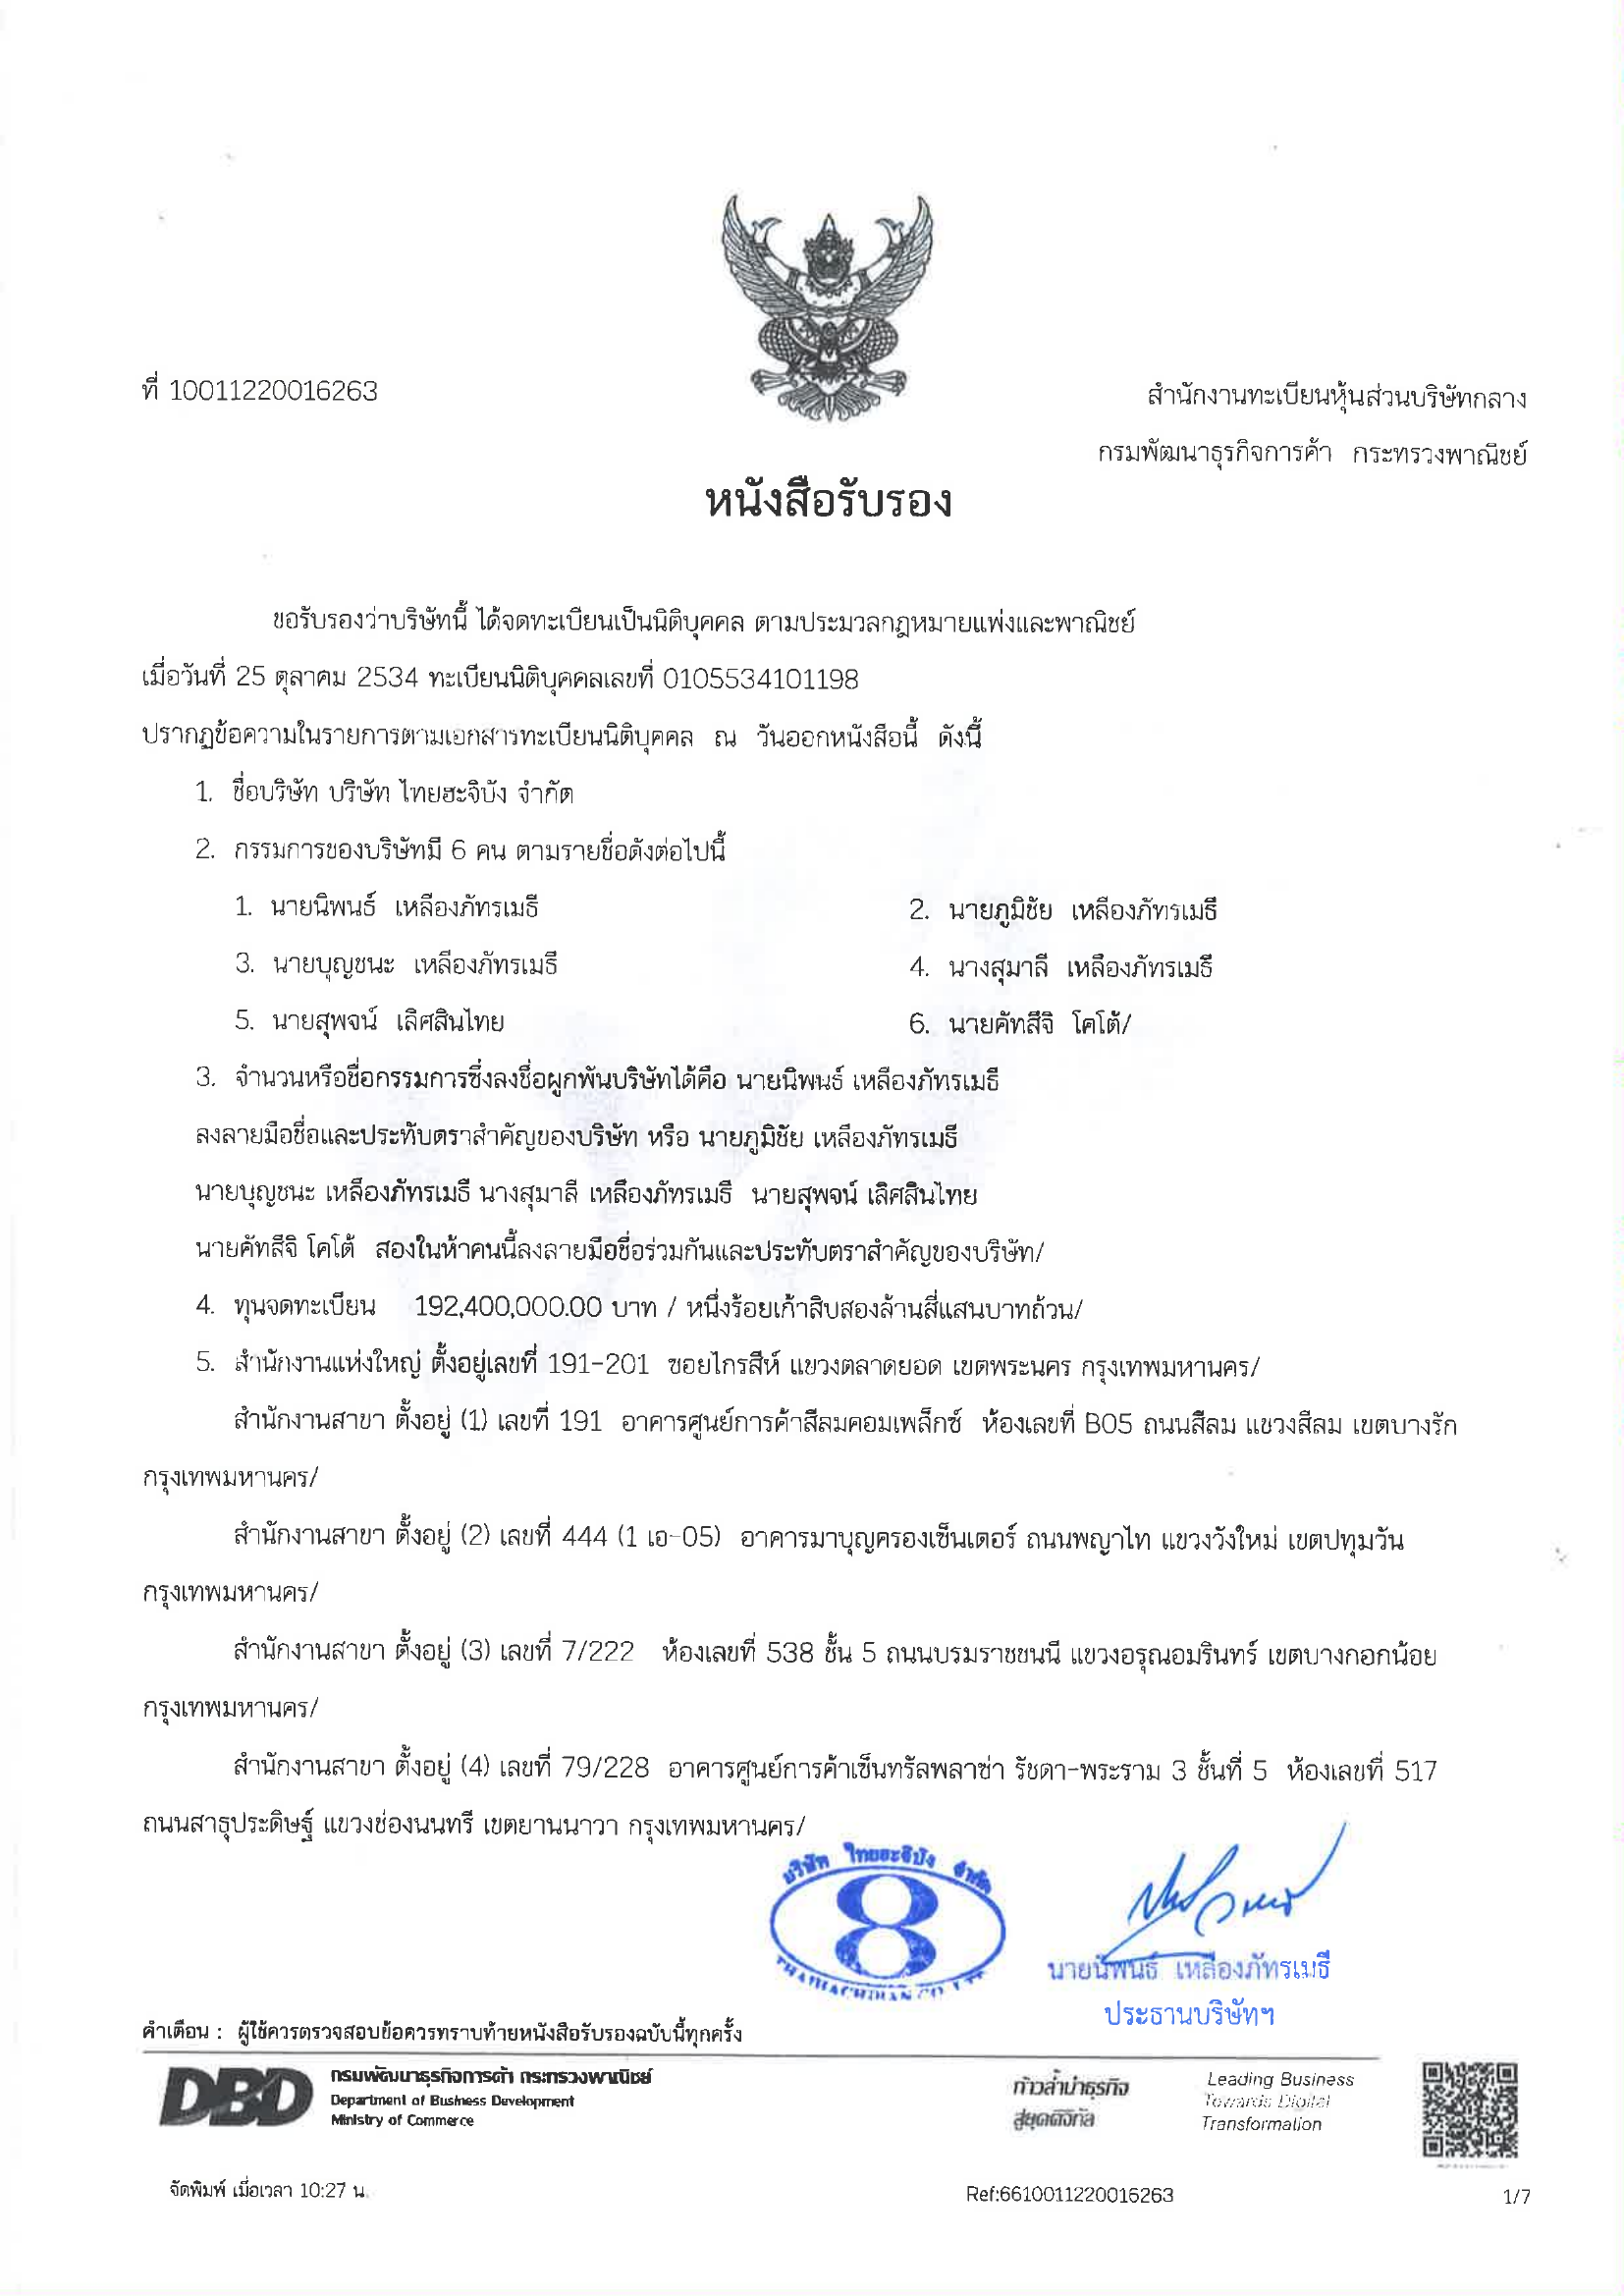 ที่ 10011220016263
สำนักงานทะเบียนหุ้นส่วนบริษัทกลาง
กรมพัฒนาธุรกิจการค้า กระทรวงพาณิชย์
หนังสือรับรอง
ขอรับรองว่าบริษัทนี้ ได้จดทะเบียนเป็นนิติบุคคล ตามประมวลกฎหมายแพ่งและพาณิชย์
เมื่อวันที่ 25 ตุลาคม 2534 ทะเบียนนิติบุคคลเลขที่ 0105534101198
ปรากฏข้อความในรายการตามเอกสารทะเบียนนิติบุคคล ณ วันออกหนังสือนี้ ดังนี้
1. ชื่อบริษัท บริษัท ไทยฮะจิบัง จำกัด
2. กรรมการของบริษัทมี 6 คน ตามรายชื่อดังต่อไปนี้
1. นายนิพนธ์ เหลืองภัทรเมธี 2. นายภูมิชัย เหลืองภัทรเมธี
3. นายบุญชนะ เหลืองภัทรเมธี 4. นางสุมาลี เหลืองภัทรเมธี
5. นายสุพจน์ เลิศสินไทย 6. นายคัทสึจิ โคโต้/
3. จำนวนหรือชื่อกรรมการซึ่งลงชื่อผูกพันบริษัทได้คือ นายนิพนธ์ เหลืองภัทรเมธี
ลงลายมือชื่อและประทับตราสำคัญของบริษัท หรือ นายภูมิชัย เหลืองภัทรเมธี
นายบุญชนะ เหลืองภัทรเมธี นางสุมาลี เหลืองภัทรเมธี นายสุพจน์ เลิศสินไทย
นายคัทสึจิ โคโต้ สองในห้าคนนี้ลงลายมือชื่อร่วมกันและประทับตราสำคัญของบริษัท/
4. ทุนจดทะเบียน 192,400,000.00 บาท / หนึ่งร้อยเก้าสิบสองล้านสี่แสนบาทถ้วน/
5. สำนักงานแห่งใหญ่ ตั้งอยู่เลขที่ 191-201 ซอยไกรสีห์ แขวงตลาดยอด เขตพระนคร กรุงเทพมหานคร/
สำนักงานสาขา ตั้งอยู่ (1) เลขที่ 191 อาคารศูนย์การค้าสีลมคอมเพล็กซ์ ห้องเลขที่ B05 ถนนสีลม แขวงสีลม เขตบางรัก
กรุงเทพมหานคร/
สำนักงานสาขา ตั้งอยู่ (2) เลขที่ 444 (1 เอ-05) อาคารมาบุญครองเซ็นเตอร์ ถนนพญาไท แขวงวังใหม่ เขตปทุมวัน
กรุงเทพมหานคร/
สำนักงานสาขา ตั้งอยู่ (3) เลขที่ 7/222 ห้องเลขที่ 538 ชั้น 5 ถนนบรมราชชนนี แขวงอรุณอมรินทร์ เขตบางกอกน้อย
กรุงเทพมหานคร/
สำนักงานสาขา ตั้งอยู่ (4) เลขที่ 79/228 อาคารศูนย์การค้าเซ็นทรัลพลาซ่า รัชดา-พระราม 3 ชั้นที่ 5 ห้องเลขที่ 517
ถนนสาธุประดิษฐ์ แขวงช่องนนทรี เขตยานนาวา กรุงเทพมหานคร/
บริษัท ไทยฮะจิบัง จำกัด
8
THAIHACHIBAN CO. LTD.
นายนิพนธ์ เหลืองภัทรเมธี
ประธานบริษัทฯ
คำเตือน : ผู้ใช้ควรตรวจสอบข้อควรทราบท้ายหนังสือรับรองฉบับนี้ทุกครั้ง
DBD
กรมพัฒนาธุรกิจการค้า กระทรวงพาณิชย์
Department of Business Development
Ministry of Commerce
ก้าวล้ำนำธุรกิจ
สู่ยุคดิจิทัล
Leading Business
Towards Digital
Transformation
จัดพิมพ์ เมื่อเวลา 10:27 น.
Ref:6610011220016263
1/7